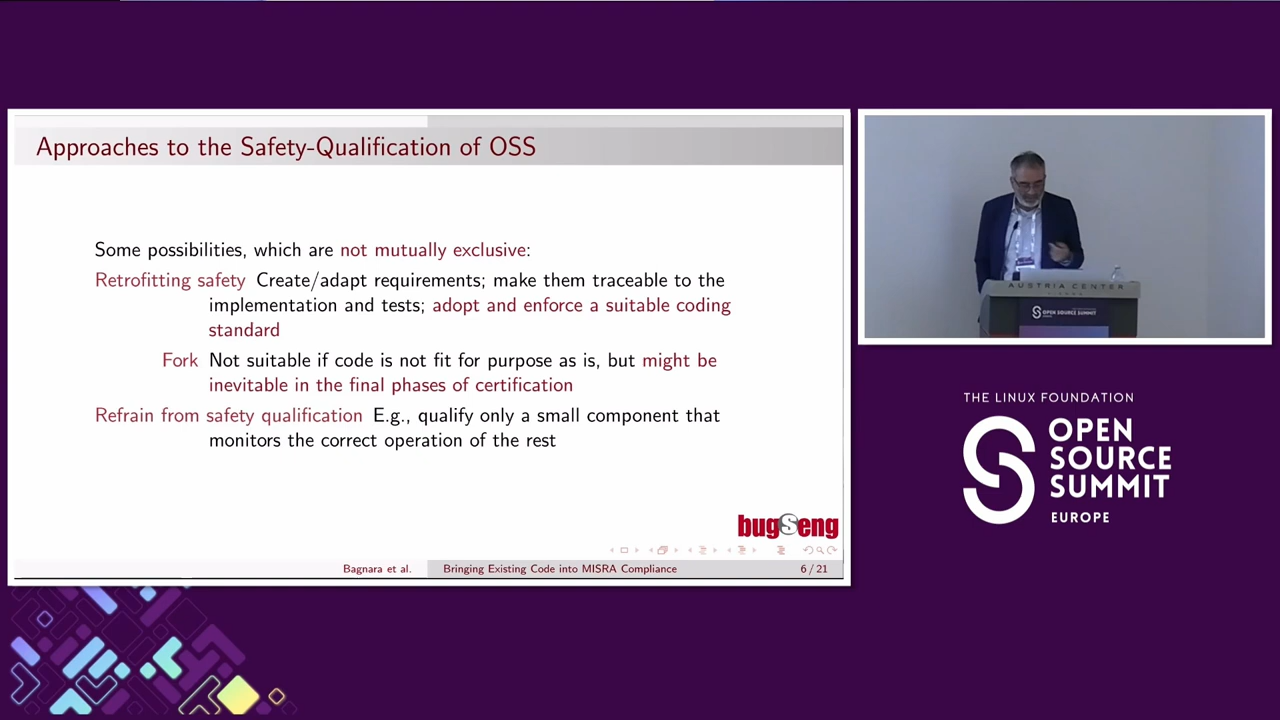 Approaches to the Safety-Qualification of OSS
Some possibilities, which are not mutually exclusive:
Retrofitting safety Create/adapt requirements; make them traceable to the
implementation and tests; adopt and enforce a suitable coding
standard
Fork Not suitable if code is not fit for purpose as is, but might be
inevitable in the final phases of certification
Refrain from safety qualification E.g., qualify only a small component that
monitors the correct operation of the rest
bugSeng
Bagnara et al.
Bringing Existing Code into MISRA Compliance
6 / 21
AUSTRIA CENTER
OPEN SOURCE SUMMIT
THE LINUX FOUNDATION
OPEN
SOURCE
SUMMIT
EUROPE